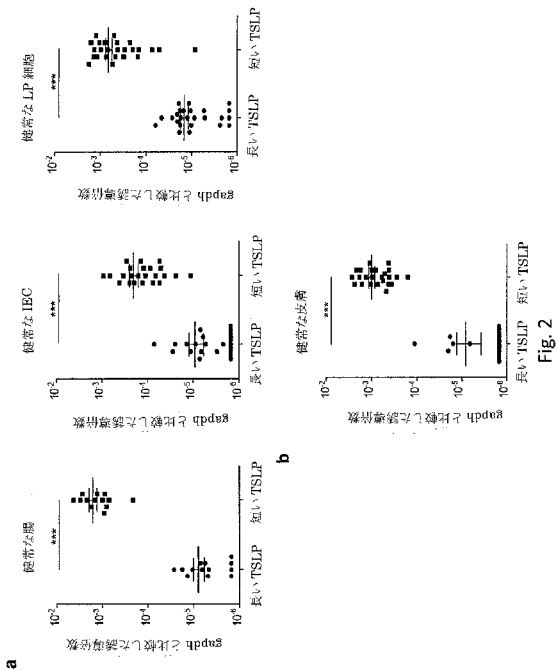 a
健常な腸
10⁻²
10⁻³
10⁻⁴
10⁻⁵
10⁻⁶
gapdh と比較した誘導倍数
***
長い TSLP
短い TSLP
健常な IEC
10⁻²
10⁻³
10⁻⁴
10⁻⁵
10⁻⁶
gapdh と比較した誘導倍数
***
長い TSLP
短い TSLP
健常な LP 細胞
10⁻²
10⁻³
10⁻⁴
10⁻⁵
10⁻⁶
gapdh と比較した誘導倍数
***
長い TSLP
短い TSLP
b
健常な皮膚
10⁻²
10⁻³
10⁻⁴
10⁻⁵
10⁻⁶
gapdh と比較した誘導倍数
***
長い TSLP
短い TSLP
Fig. 2